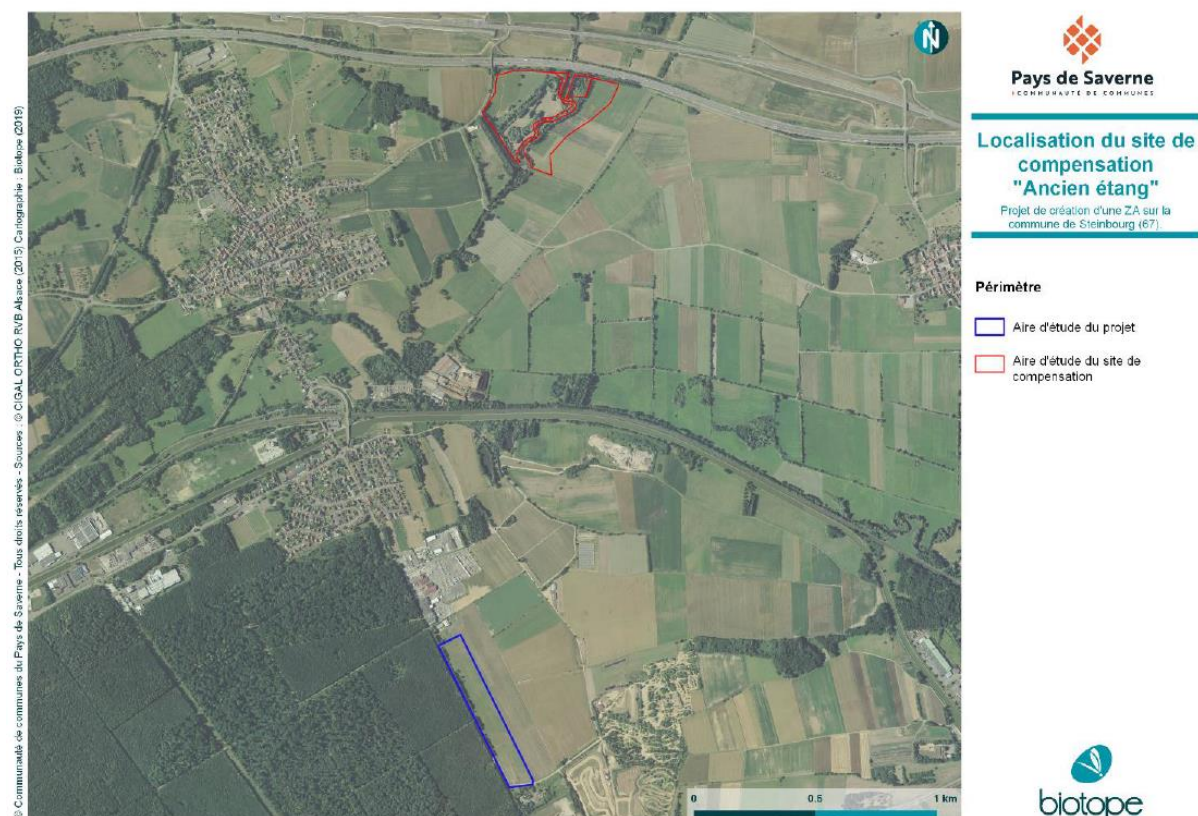 N
Pays de Saverne
COMMUNAUTÉ DE COMMUNES
Localisation du site de
compensation
"Ancien étang"
Projet de création d'une ZA sur la
commune de Steinbourg (67).
Périmètre
Aire d'étude du projet
Aire d'étude du site de
compensation
0 0.5 1 km
biotope
© Communauté de communes du Pays de Saverne - Tous droits réservés - Sources : © CIGAL ORTHO RVB Alsace (2015) Cartographie : Biotope (2019)